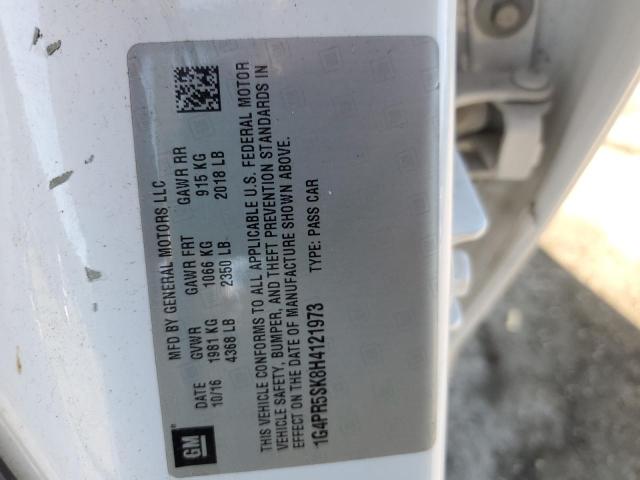 GM
MFD BY GENERAL MOTORS LLC
DATE GVWR GAWR FRT GAWR RR
10/16 1981 KG 1066 KG 915 KG
4368 LB 2350 LB 2018 LB
THIS VEHICLE CONFORMS TO ALL APPLICABLE U.S. FEDERAL MOTOR
VEHICLE SAFETY, BUMPER, AND THEFT PREVENTION STANDARDS IN
EFFECT ON THE DATE OF MANUFACTURE SHOWN ABOVE.
1G4PR5SK8H4121973 TYPE: PASS CAR